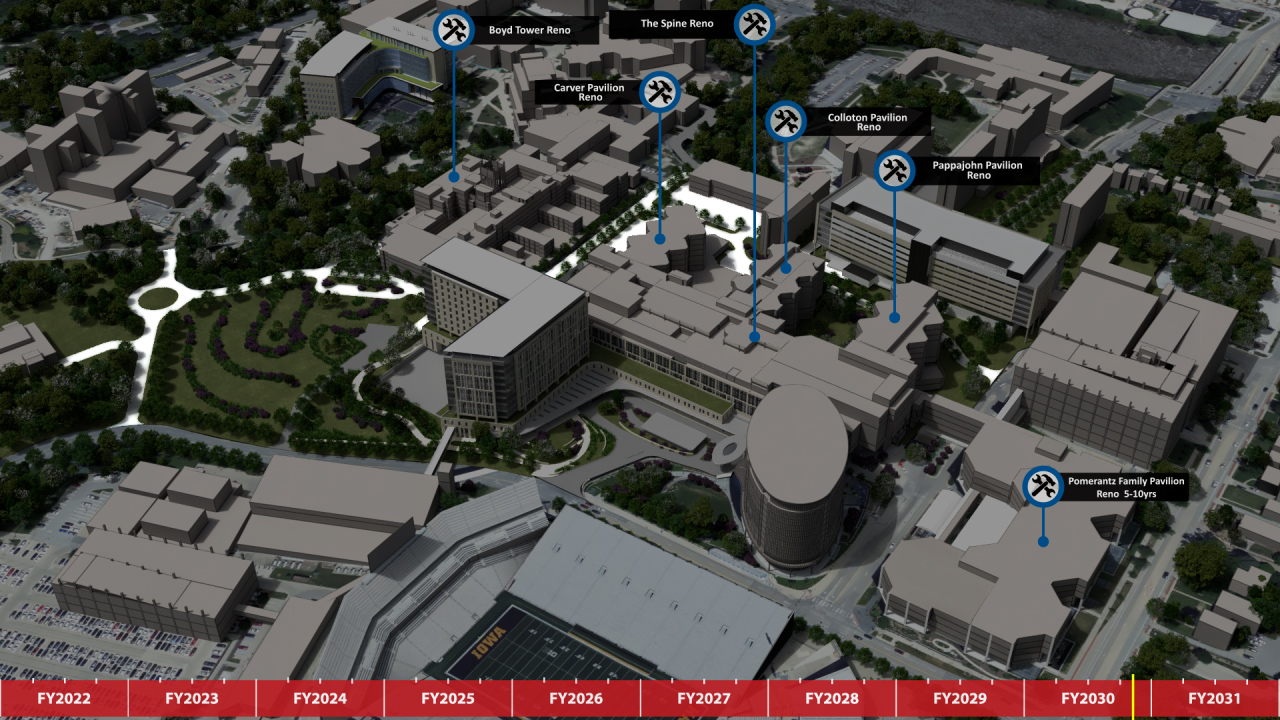 Boyd Tower Reno
The Spine Reno
Carver Pavilion
Reno
Colloton Pavilion
Reno
Pappajohn Pavilion
Reno
Pomerantz Family Pavilion
Reno 5-10yrs
IOWA
FY2022
FY2023
FY2024
FY2025
FY2026
FY2027
FY2028
FY2029
FY2030
FY2031